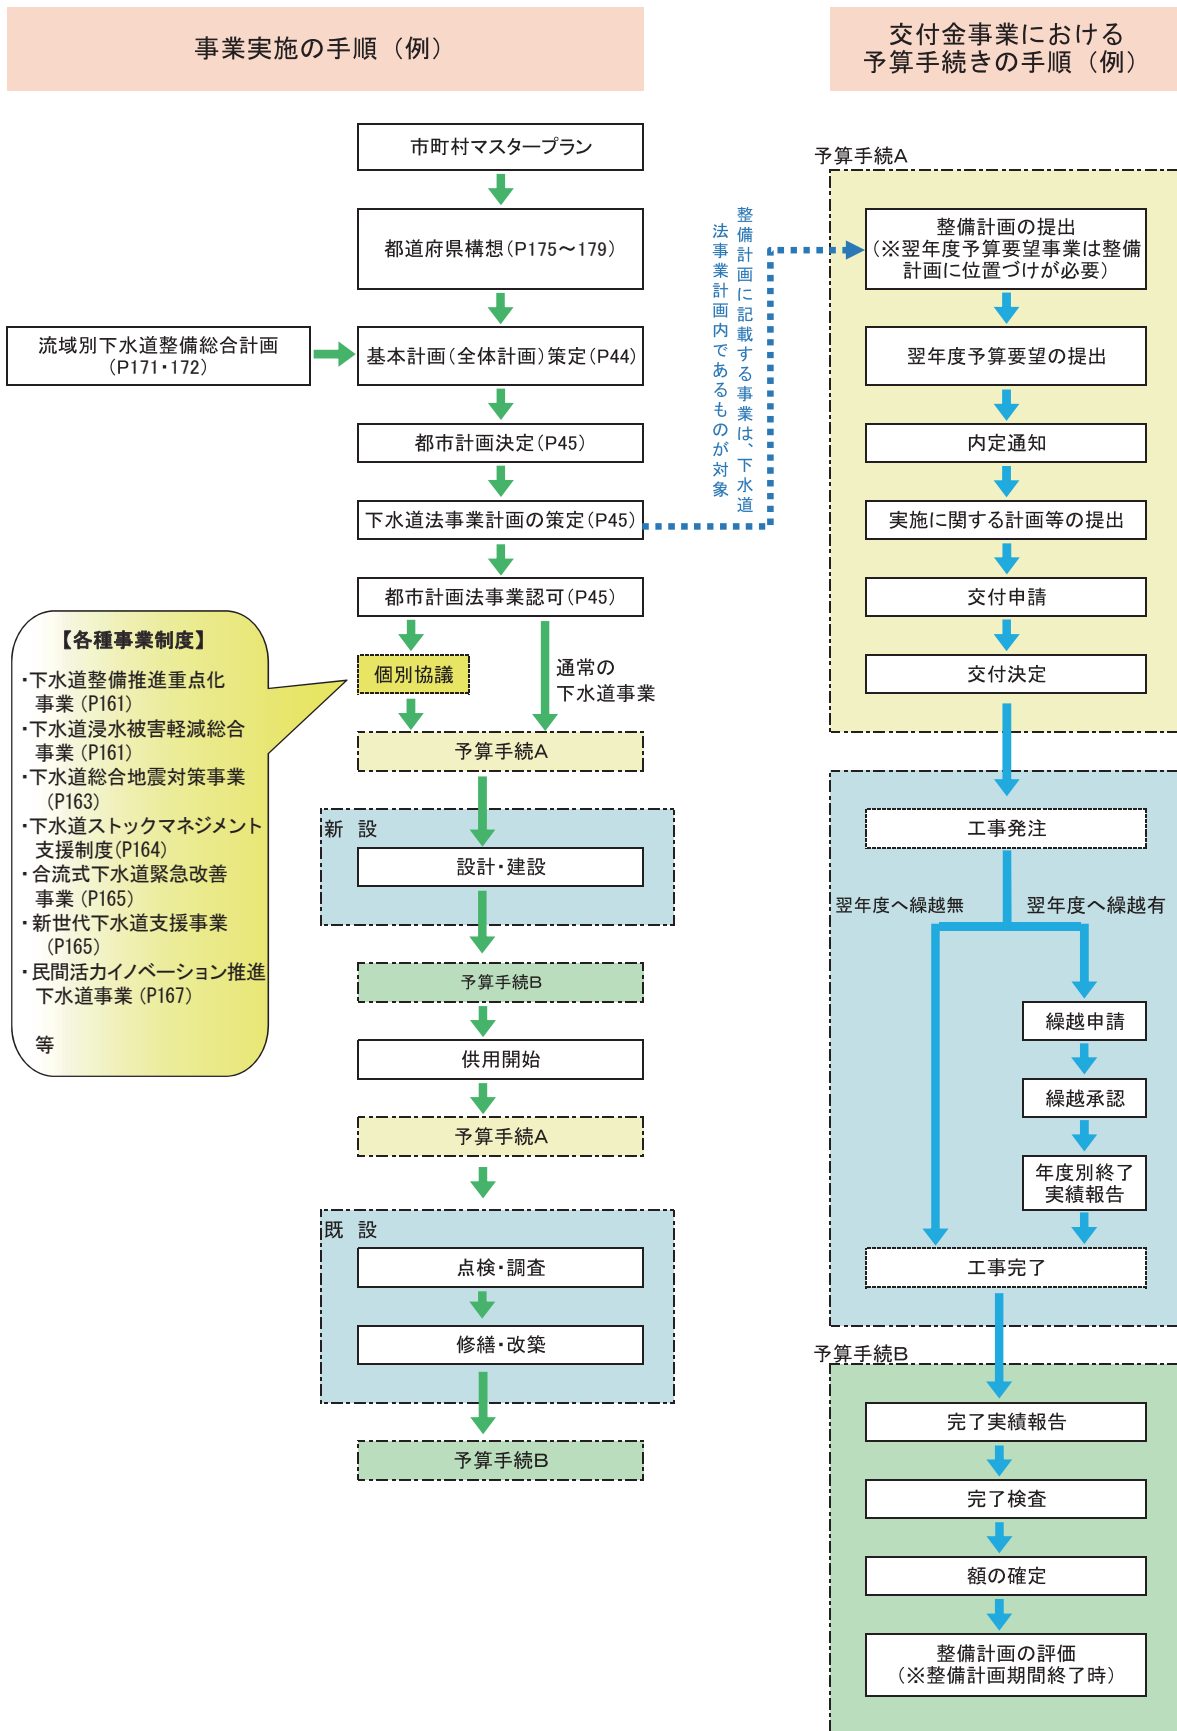 事業実施の手順（例）
市町村マスタープラン
都道府県構想（P175～179）
流域別下水道整備総合計画
（P171・172）
基本計画（全体計画）策定（P44）
都市計画決定（P45）
下水道法事業計画の策定（P45）
都市計画法事業認可（P45）
個別協議
通常の
下水道事業
【各種事業制度】
・下水道整備推進重点化
事業（P161）
・下水道浸水被害軽減総合
事業（P161）
・下水道総合地震対策事業
（P163）
・下水道ストックマネジメント
支援制度（P164）
・合流式下水道緊急改善
事業（P165）
・新世代下水道支援事業
（P165）
・民間活力イノベーション推進
下水道事業（P167）
等
予算手続A
新 設
設計・建設
予算手続B
供用開始
予算手続A
既 設
点検・調査
修繕・改築
予算手続B
整備計画に記載する事業は、下水道
法事業計画内であるものが対象
交付金事業における
予算手続きの手順（例）
予算手続A
整備計画の提出
（※翌年度予算要望事業は整備
計画に位置づけが必要）
翌年度予算要望の提出
内定通知
実施に関する計画等の提出
交付申請
交付決定
工事発注
翌年度へ繰越無
翌年度へ繰越有
繰越申請
繰越承認
年度別終了
実績報告
工事完了
予算手続B
完了実績報告
完了検査
額の確定
整備計画の評価
（※整備計画期間終了時）